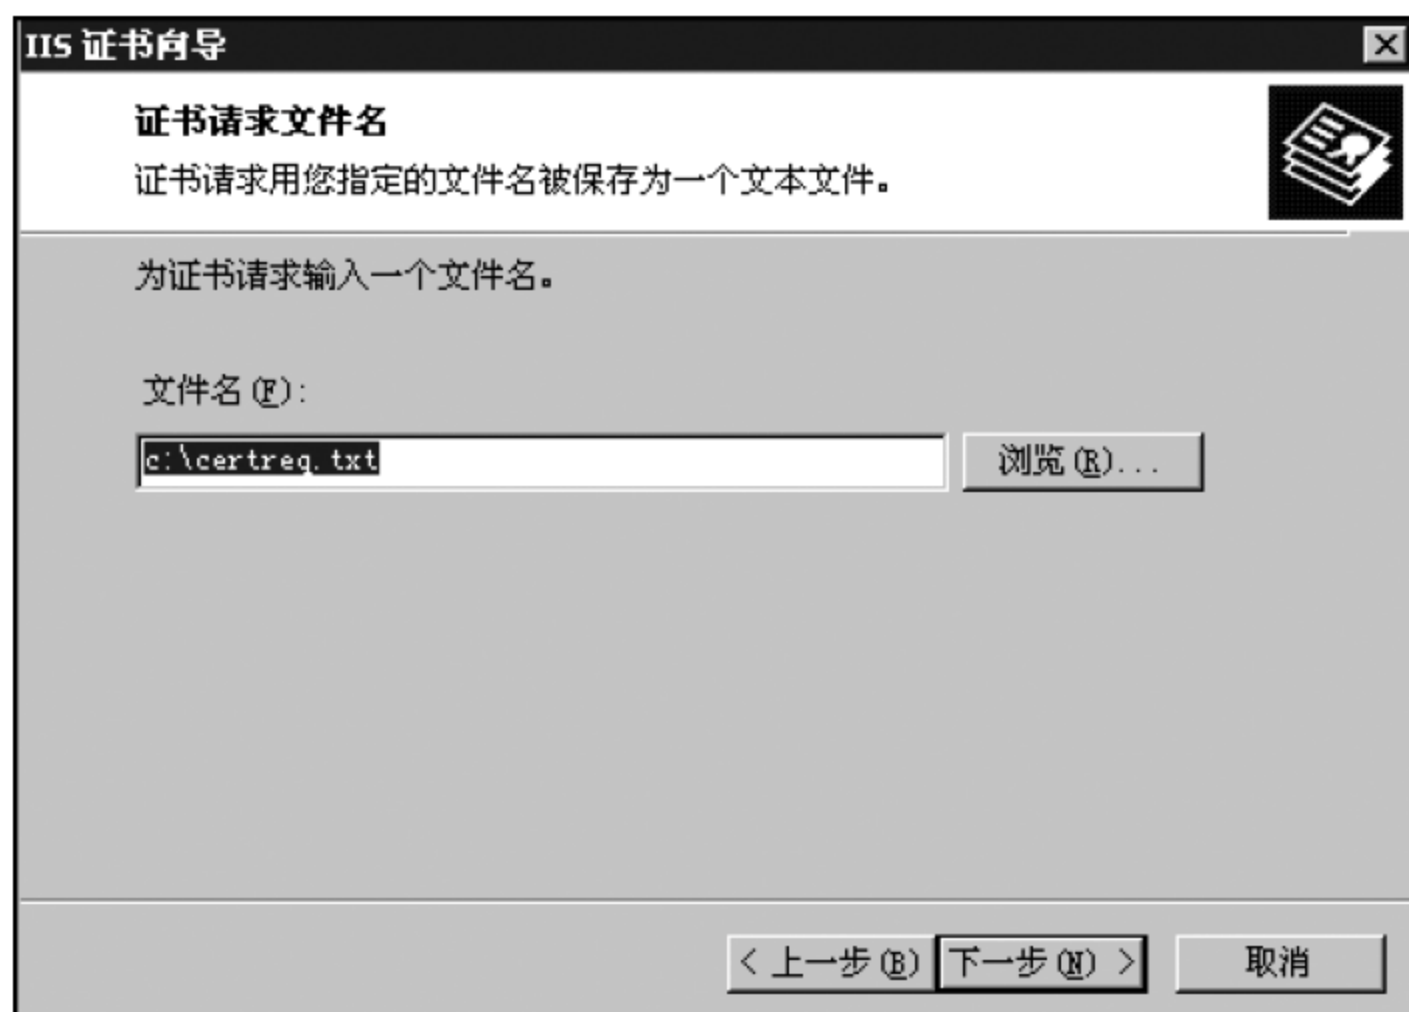 IIS 证书向导
证书请求文件名
证书请求用您指定的文件名被保存为一个文本文件。
为证书请求输入一个文件名。
文件名(F):
c:\certreq.txt
浏览(R)...
< 上一步(B) 下一步(N) > 取消